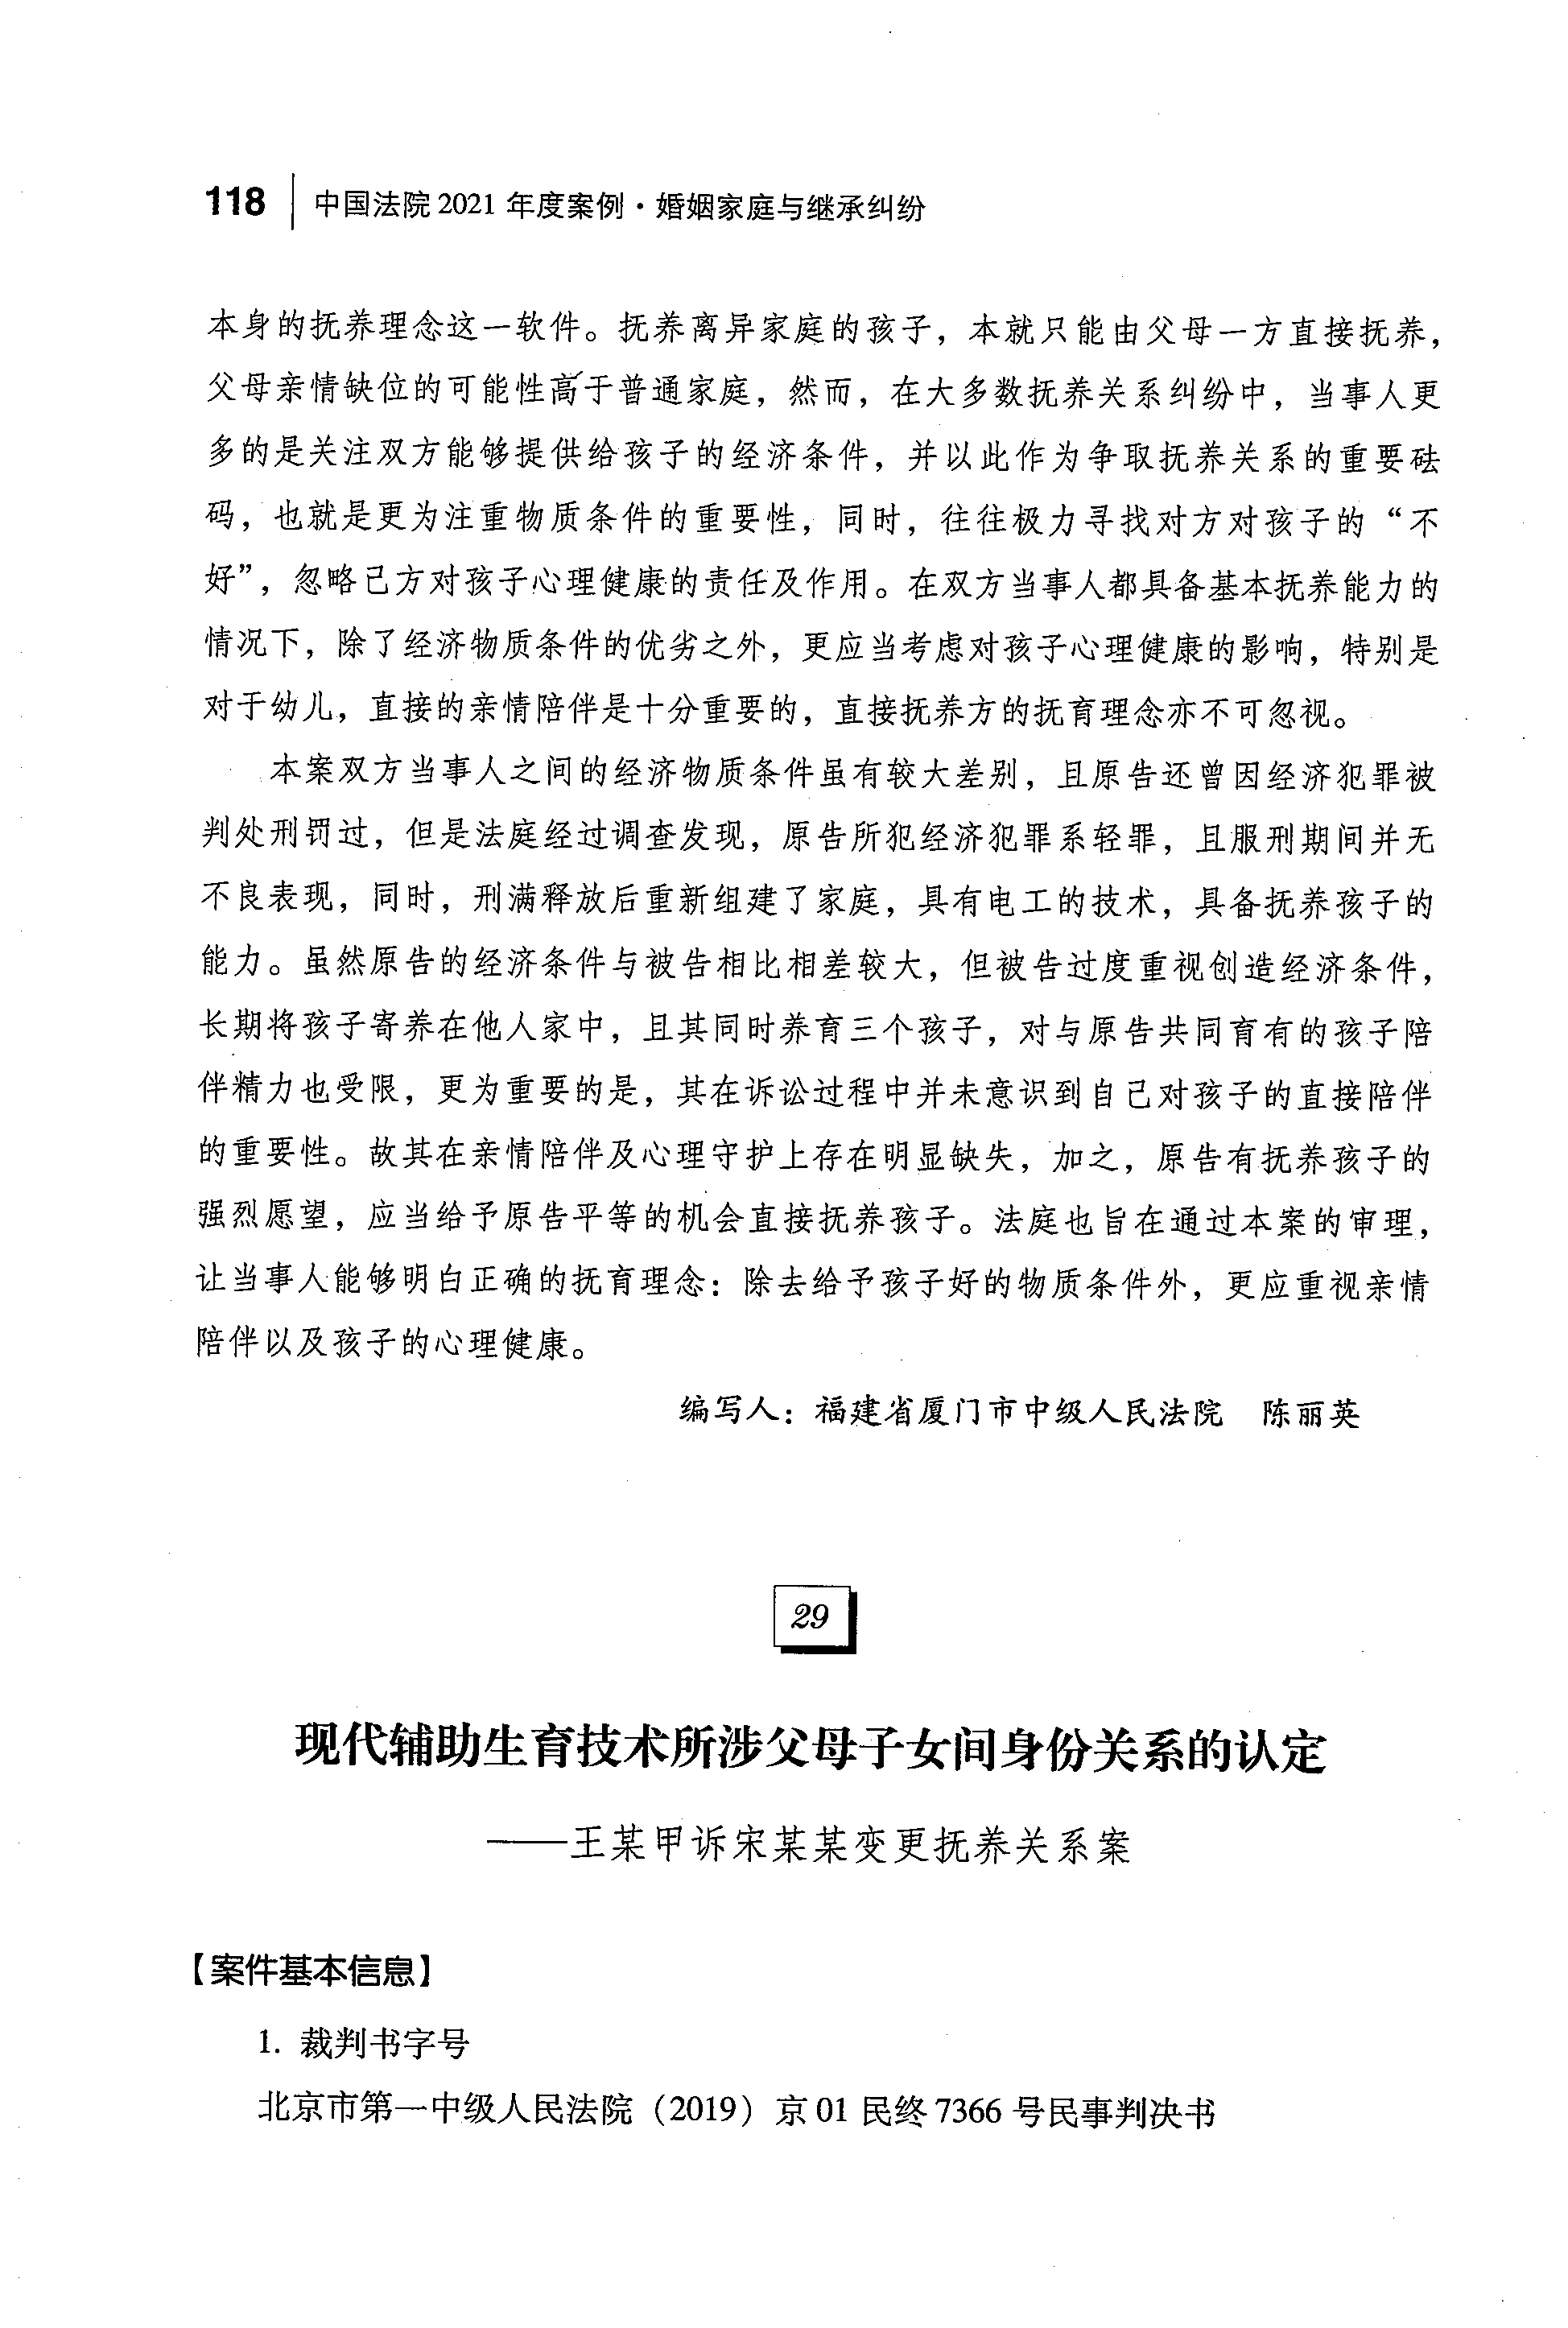 118 中国法院2021年度案例·婚姻家庭与继承纠纷
本身的抚养理念这一软件。抚养离异家庭的孩子，本就只能由父母一方直接抚养，
父母亲情缺位的可能性高于普通家庭，然而，在大多数抚养关系纠纷中，当事人更
多的是关注双方能够提供给孩子的经济条件，并以此作为争取抚养关系的重要砝
码，也就是更为注重物质条件的重要性，同时，往往极力寻找对方对孩子的“不
好”，忽略己方对孩子心理健康的责任及作用。在双方当事人都具备基本抚养能力的
情况下，除了经济物质条件的优劣之外，更应当考虑对孩子心理健康的影响，特别是
对于幼儿，直接的亲情陪伴是十分重要的，直接抚养方的抚育理念亦不可忽视。
本案双方当事人之间的经济物质条件虽有较大差别，且原告还曾因经济犯罪被
判处刑罚过，但是法庭经过调查发现，原告所犯经济犯罪系轻罪，且服刑期间并无
不良表现，同时，刑满释放后重新组建了家庭，具有电工的技术，具备抚养孩子的
能力。虽然原告的经济条件与被告相比相差较大，但被告过度重视创造经济条件，
长期将孩子寄养在他人家中，且其同时养育三个孩子，对与原告共同育有的孩子陪
伴精力也受限，更为重要的是，其在诉讼过程中并未意识到自己对孩子的直接陪伴
的重要性。故其在亲情陪伴及心理守护上存在明显缺失，加之，原告有抚养孩子的
强烈愿望，应当给予原告平等的机会直接抚养孩子。法庭也旨在通过本案的审理，
让当事人能够明白正确的抚育理念：除去给予孩子好的物质条件外，更应重视亲情
陪伴以及孩子的心理健康。
编写人：福建省厦门市中级人民法院 陈丽英
29
现代辅助生育技术所涉父母子女间身份关系的认定
——王某甲诉宋某某变更抚养关系案
【案件基本信息】
1. 裁判书字号
北京市第一中级人民法院（2019）京01民终7366号民事判决书